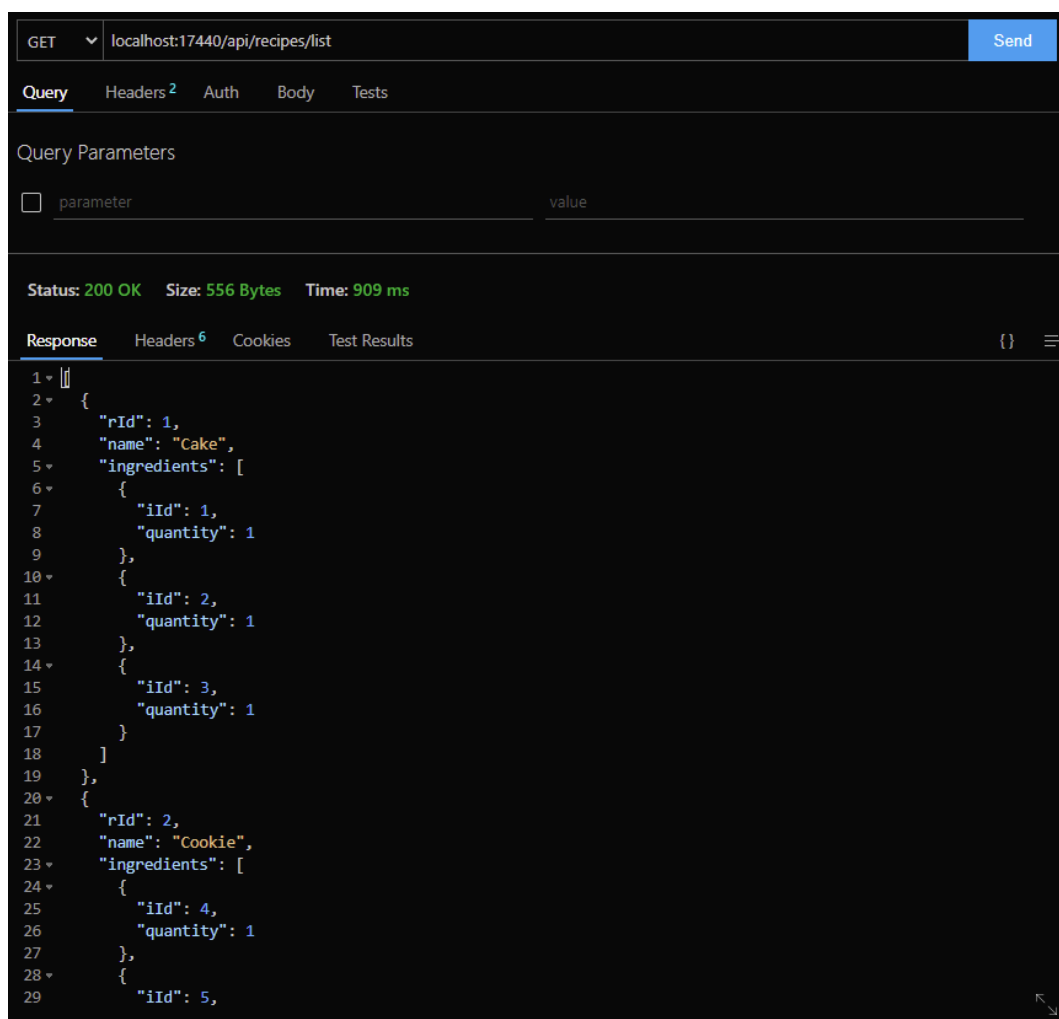 GET localhost:17440/api/recipes/list Send
Query Headers 2 Auth Body Tests
Query Parameters
parameter value
Status: 200 OK Size: 556 Bytes Time: 909 ms
Response Headers 6 Cookies Test Results {}
1 [
2 {
3 "rId": 1,
4 "name": "Cake",
5 "ingredients": [
6 {
7 "iId": 1,
8 "quantity": 1
9 },
10 {
11 "iId": 2,
12 "quantity": 1
13 },
14 {
15 "iId": 3,
16 "quantity": 1
17 }
18 ]
19 },
20 {
21 "rId": 2,
22 "name": "Cookie",
23 "ingredients": [
24 {
25 "iId": 4,
26 "quantity": 1
27 },
28 {
29 "iId": 5,